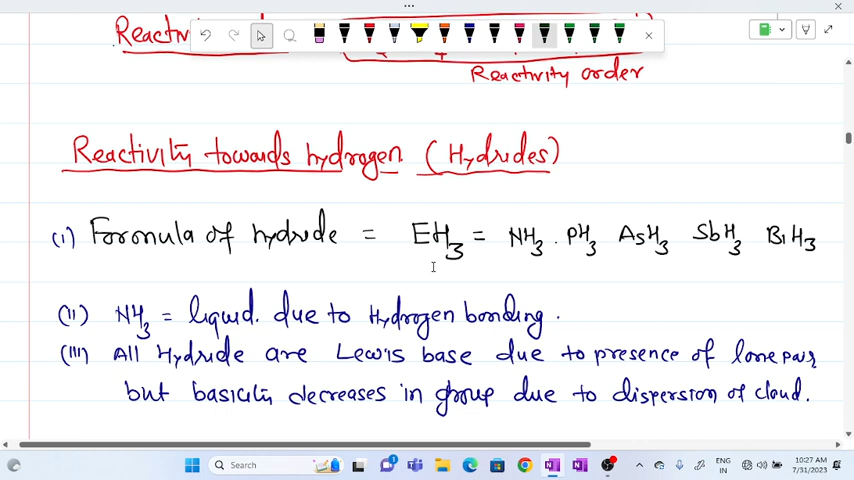 Reactiv
Reactivity order
Reactivity towards hydrogen (Hydrides)
(I) Formula of hydride = EH3 = NH3 . PH3 AsH3 SbH3 BiH3
(II) NH3 = liquid. due to Hydrogen bonding.
(III) All Hydride are Lewis base due to presence of lone pair,
but basicity decreases in group due to dispersion of cloud.
Search
1
ENG
IN
10:27 AM
7/31/2023